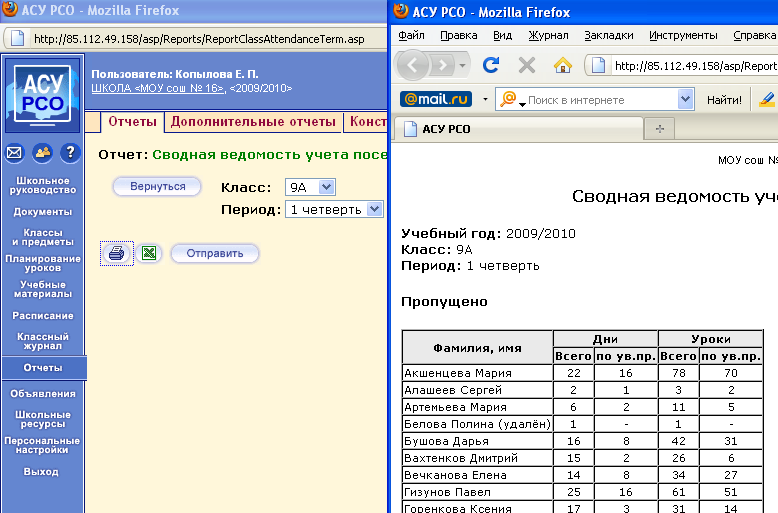 АСУ РСО - Mozilla Firefox
http://85.112.49.158/asp/Reports/ReportClassAttendanceTerm.asp
АСУ
РСО
Пользователь: Копылова Е. П.
ШКОЛА <МОУ сош № 16>, <2009/2010>
Отчеты Дополнительные отчеты Конст
Отчет: Сводная ведомость учета посе
Вернуться
Класс: 9А
Период: 1 четверть
Отправить
Школьное
руководство
Документы
Классы
и предметы
Планирование
уроков
Учебные
материалы
Расписание
Классный
журнал
Отчеты
Объявления
Школьные
ресурсы
Персональные
настройки
Выход
АСУ РСО - Mozilla Firefox
Файл Правка Вид Журнал Закладки Инструменты Справка
http://85.112.49.158/asp/Report
@mail.ru Поиск в интернете Найти!
АСУ РСО
МОУ сош №
Сводная ведомость уче
Учебный год: 2009/2010
Класс: 9А
Период: 1 четверть
Пропущено
Фамилия, имя Дни Уроки
Всего по ув.пр. Всего по ув.пр.
Акшенцева Мария 22 16 78 70
Алашеев Сергей 2 1 3 2
Артемьева Мария 6 2 11 5
Белова Полина (удалён) 1 - 1 -
Бушова Дарья 16 8 42 31
Вахтенков Дмитрий 15 2 26 6
Вечканова Елена 14 8 34 27
Гизунов Павел 25 16 61 51
Горенкова Ксения 17 3 31 14